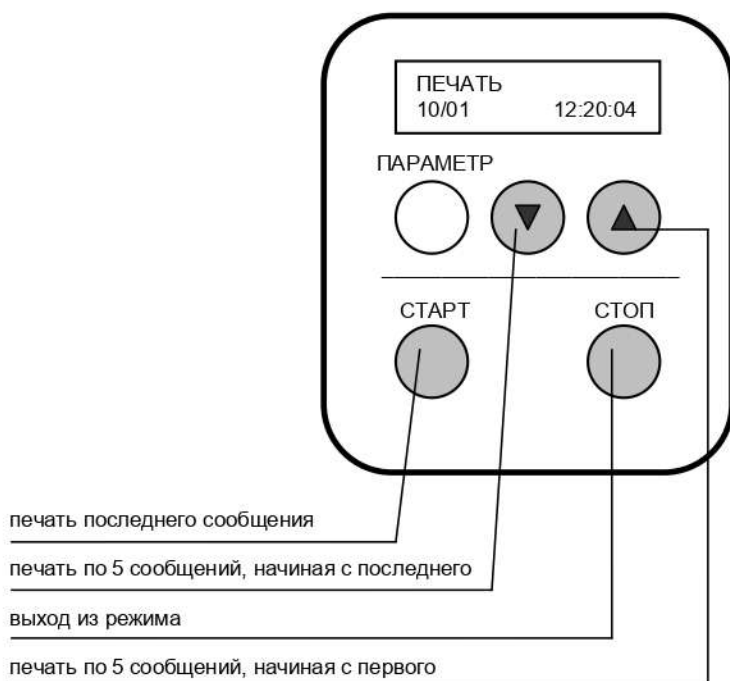 ПЕЧАТЬ
10/01 12:20:04
ПАРАМЕТР
СТАРТ СТОП
печать последнего сообщения
печать по 5 сообщений, начиная с последнего
выход из режима
печать по 5 сообщений, начиная с первого